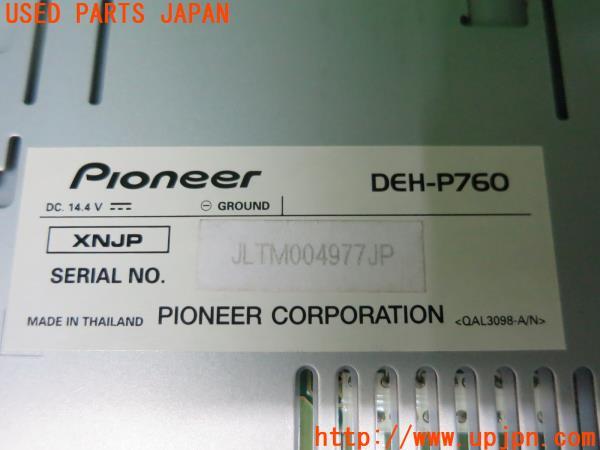 USED PARTS JAPAN
Pioneer DEH-P760
DC. 14.4 V ⎓ ⊖ GROUND
XNJP
SERIAL NO. JLTM004977JP
MADE IN THAILAND PIONEER CORPORATION <QAL3098-A/N>
http://www.upjpn.com